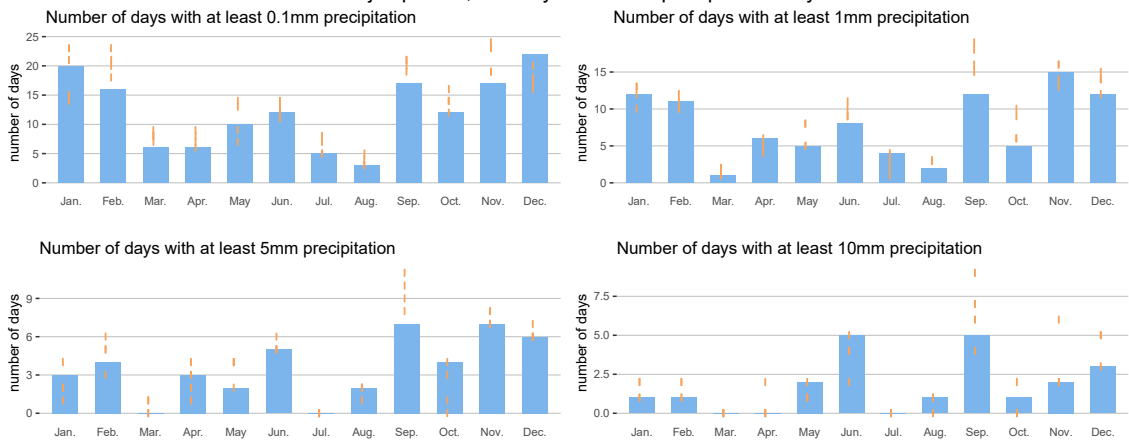 Number of days with at least 0.1mm precipitation
number of days
25
20
15
10
5
0
Jan. Feb. Mar. Apr. May Jun. Jul. Aug. Sep. Oct. Nov. Dec.
Number of days with at least 1mm precipitation
number of days
15
10
5
0
Jan. Feb. Mar. Apr. May Jun. Jul. Aug. Sep. Oct. Nov. Dec.
Number of days with at least 5mm precipitation
number of days
9
6
3
0
Jan. Feb. Mar. Apr. May Jun. Jul. Aug. Sep. Oct. Nov. Dec.
Number of days with at least 10mm precipitation
number of days
7.5
5.0
2.5
0.0
Jan. Feb. Mar. Apr. May Jun. Jul. Aug. Sep. Oct. Nov. Dec.